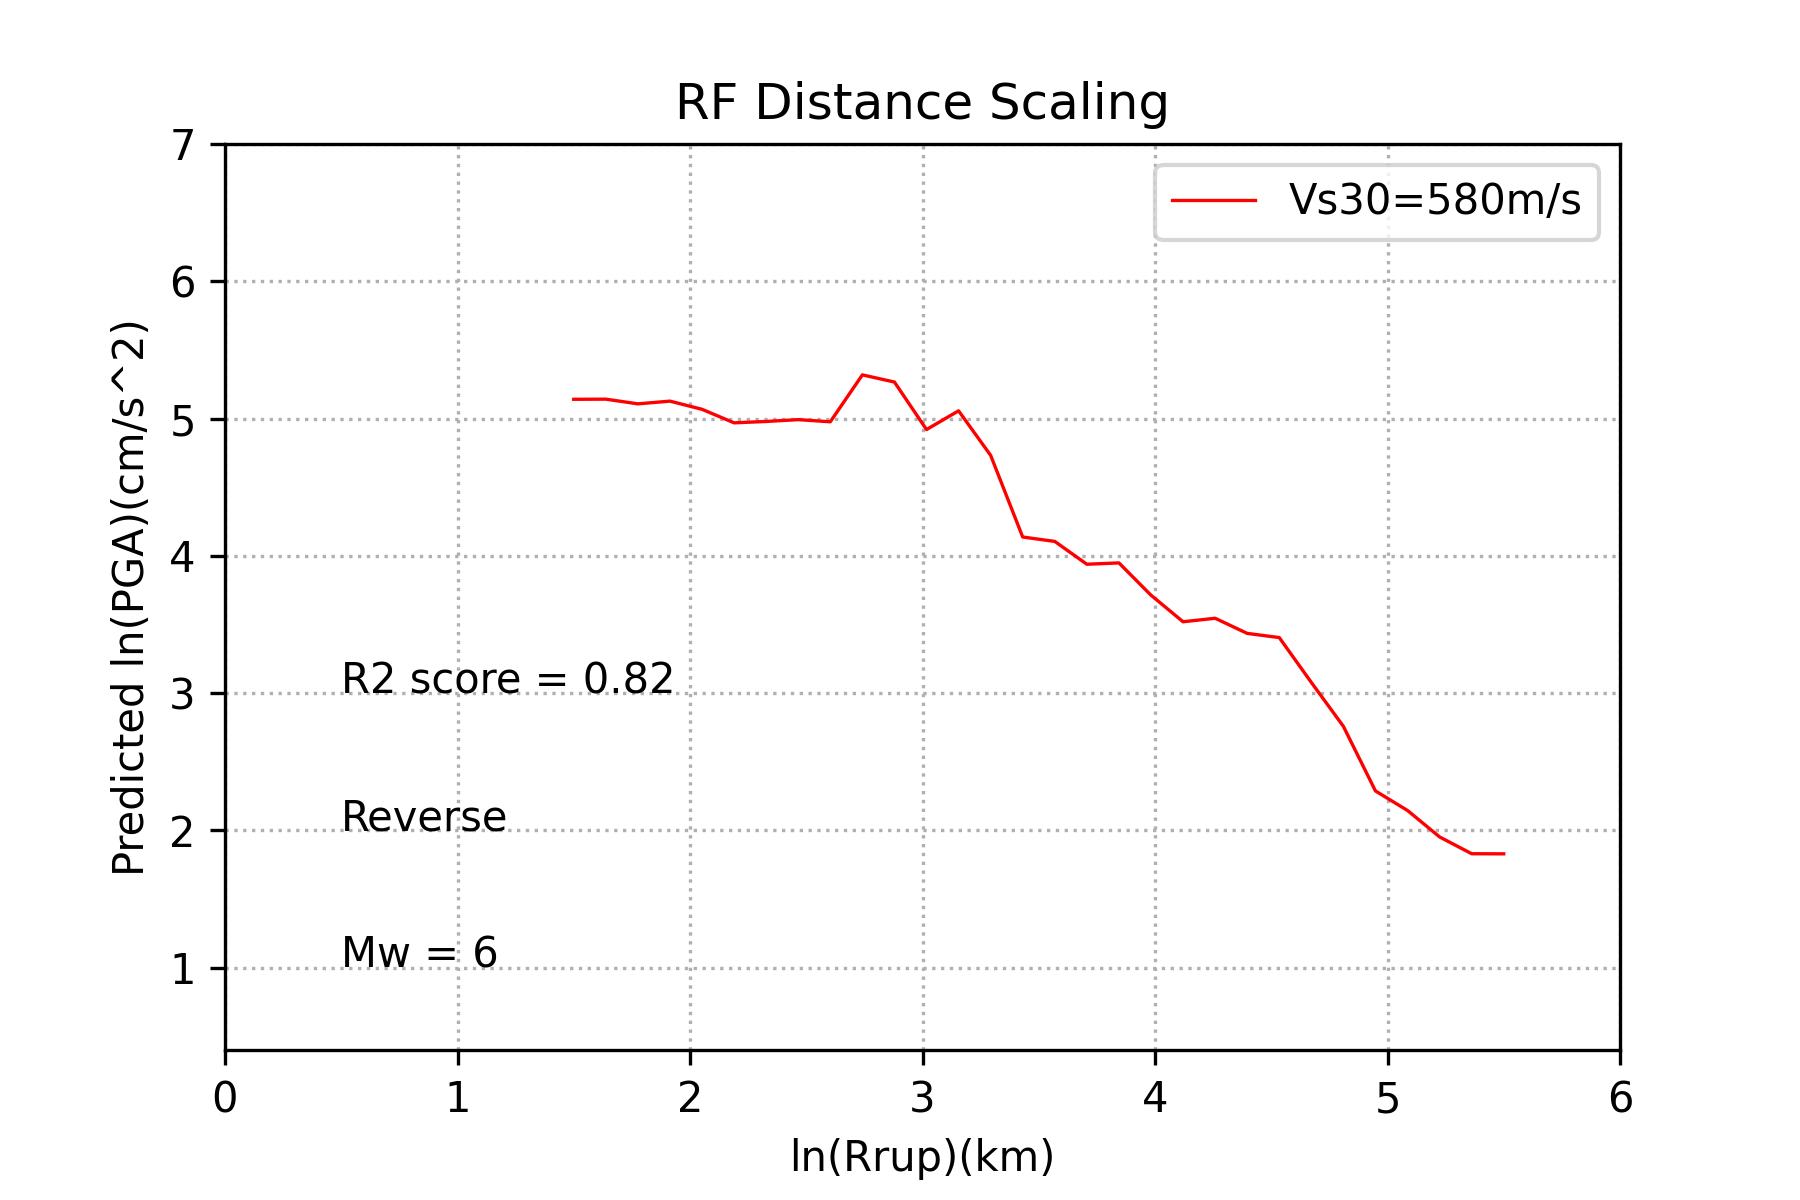 RF Distance Scaling
7
6
5
4
3
2
1
Predicted ln(PGA)(cm/s^2)
Vs30=580m/s
R2 score = 0.82
Reverse
Mw = 6
0 1 2 3 4 5 6
ln(Rrup)(km)